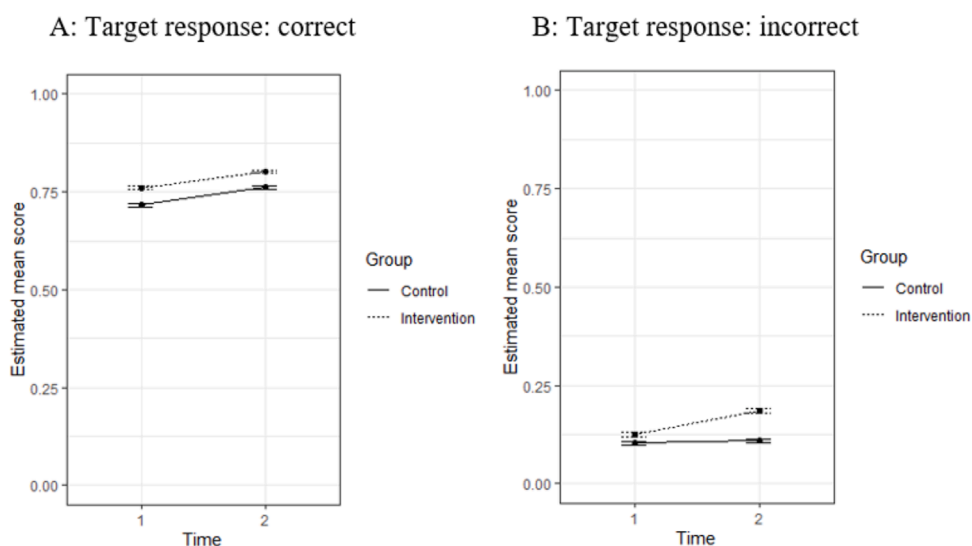 A: Target response: correct
Estimated mean score
1.00
0.75
0.50
0.25
0.00
1 2
Time
Group
Control
Intervention
B: Target response: incorrect
Estimated mean score
1.00
0.75
0.50
0.25
0.00
1 2
Time
Group
Control
Intervention